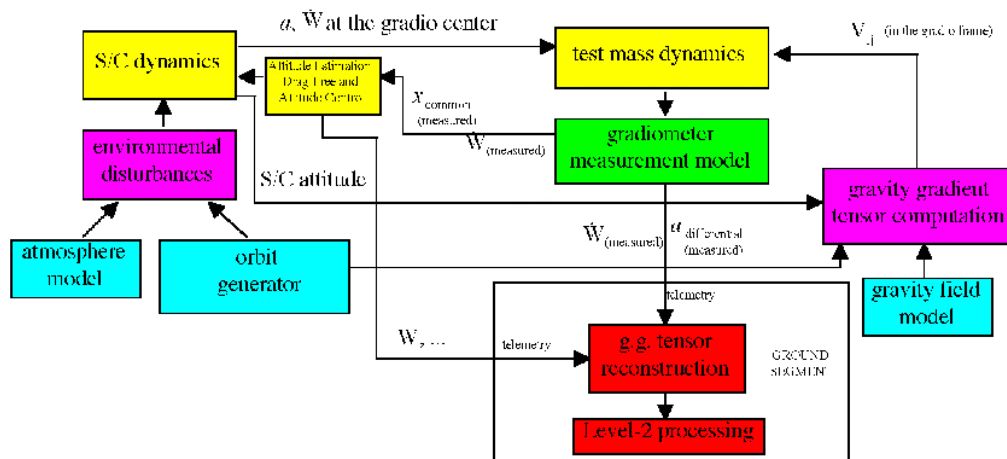 a, Ẇ at the gradio center
V.j (in the gradio frame)
S/C dynamics
Attitude Estimation
Drag Free and
Attitude Control
test mass dynamics
x common
(measured)
Ẇ (measured)
gradiometer
measurement model
environmental
disturbances
S/C attitude
gravity gradient
tensor computation
Ẇ (measured)
a differential
(measured)
atmosphere
model
orbit
generator
gravity field
model
telemetry
W, ...
telemetry
g.g. tensor
reconstruction
GROUND
SEGMENT
Level-2 processing